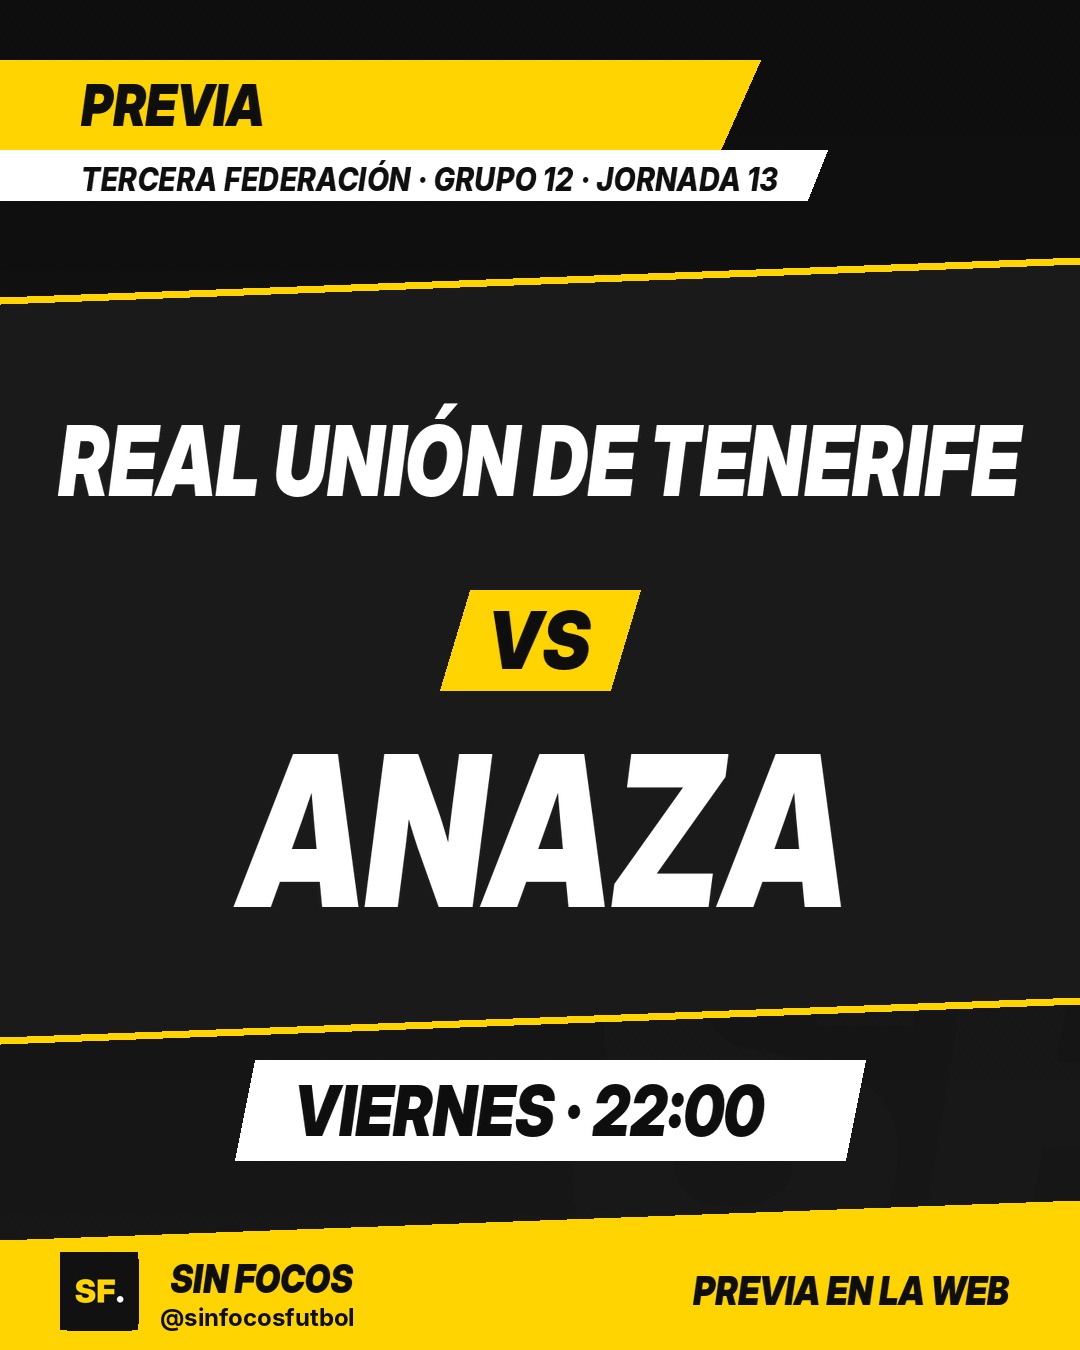 PREVIA
TERCERA FEDERACIÓN · GRUPO 12 · JORNADA 13
REAL UNIÓN DE TENERIFE
VS
ANAZA
VIERNES · 22:00
SF.
SIN FOCOS
@sinfocosfutbol
PREVIA EN LA WEB